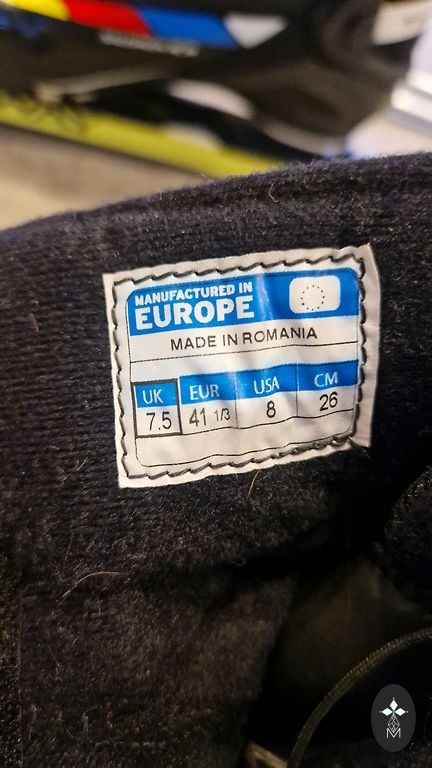 MANUFACTURED IN
EUROPE
MADE IN ROMANIA
UK EUR USA CM
7.5 41 1/3 8 26
M